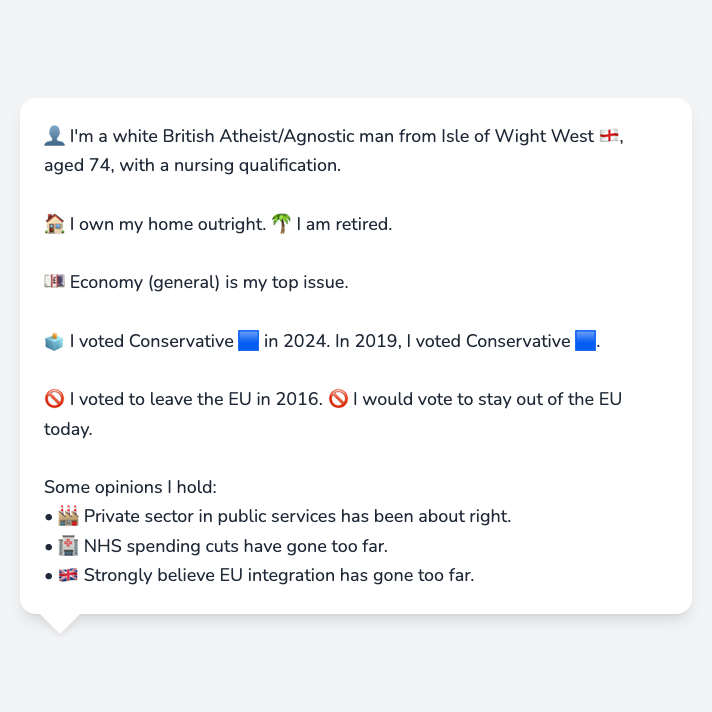 👤 I'm a white British Atheist/Agnostic man from Isle of Wight West 🏴󠁧󠁢󠁥󠁮󠁧󠁿,
aged 74, with a nursing qualification.
🏠 I own my home outright. 🌴 I am retired.
💷 Economy (general) is my top issue.
🗳️ I voted Conservative 🟦 in 2024. In 2019, I voted Conservative 🟦.
🚫 I voted to leave the EU in 2016. 🚫 I would vote to stay out of the EU
today.
Some opinions I hold:
• 🏭 Private sector in public services has been about right.
• 🏥 NHS spending cuts have gone too far.
• 🇬🇧 Strongly believe EU integration has gone too far.